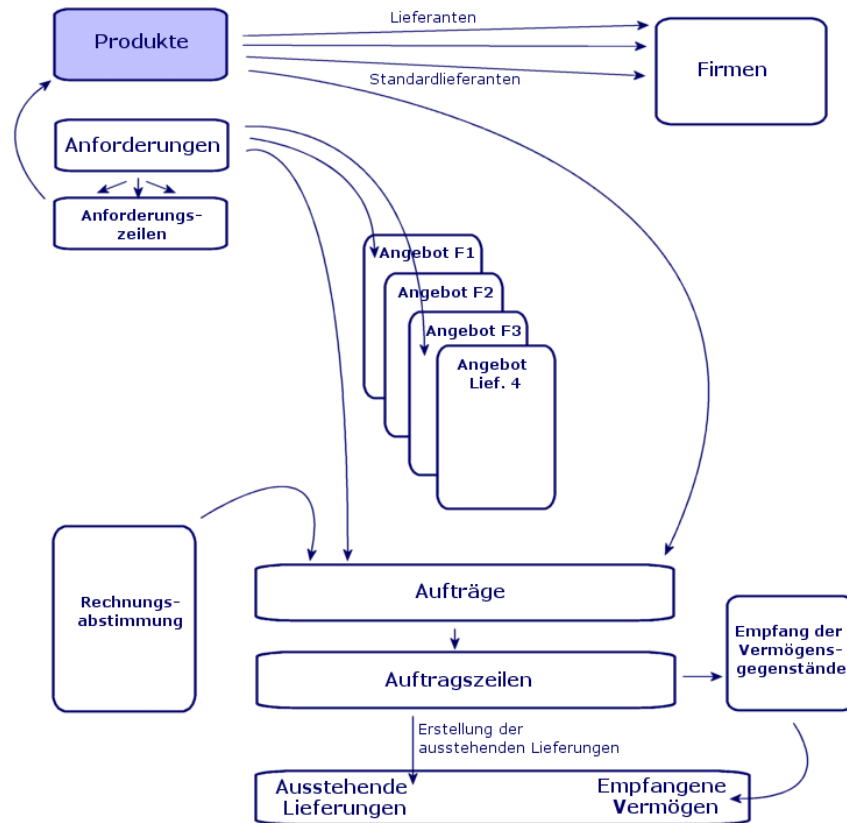 Lieferanten
Produkte
Firmen
Standardlieferanten
Anforderungen
Anforderungs-
zeilen
Angebot F1
Angebot F2
Angebot F3
Angebot
Lief. 4
Rechnungs-
abstimmung
Aufträge
Empfang der
Vermögens-
gegenstände
Auftragszeilen
Erstellung der
ausstehenden Lieferungen
Ausstehende
Lieferungen
Empfangene
Vermögen